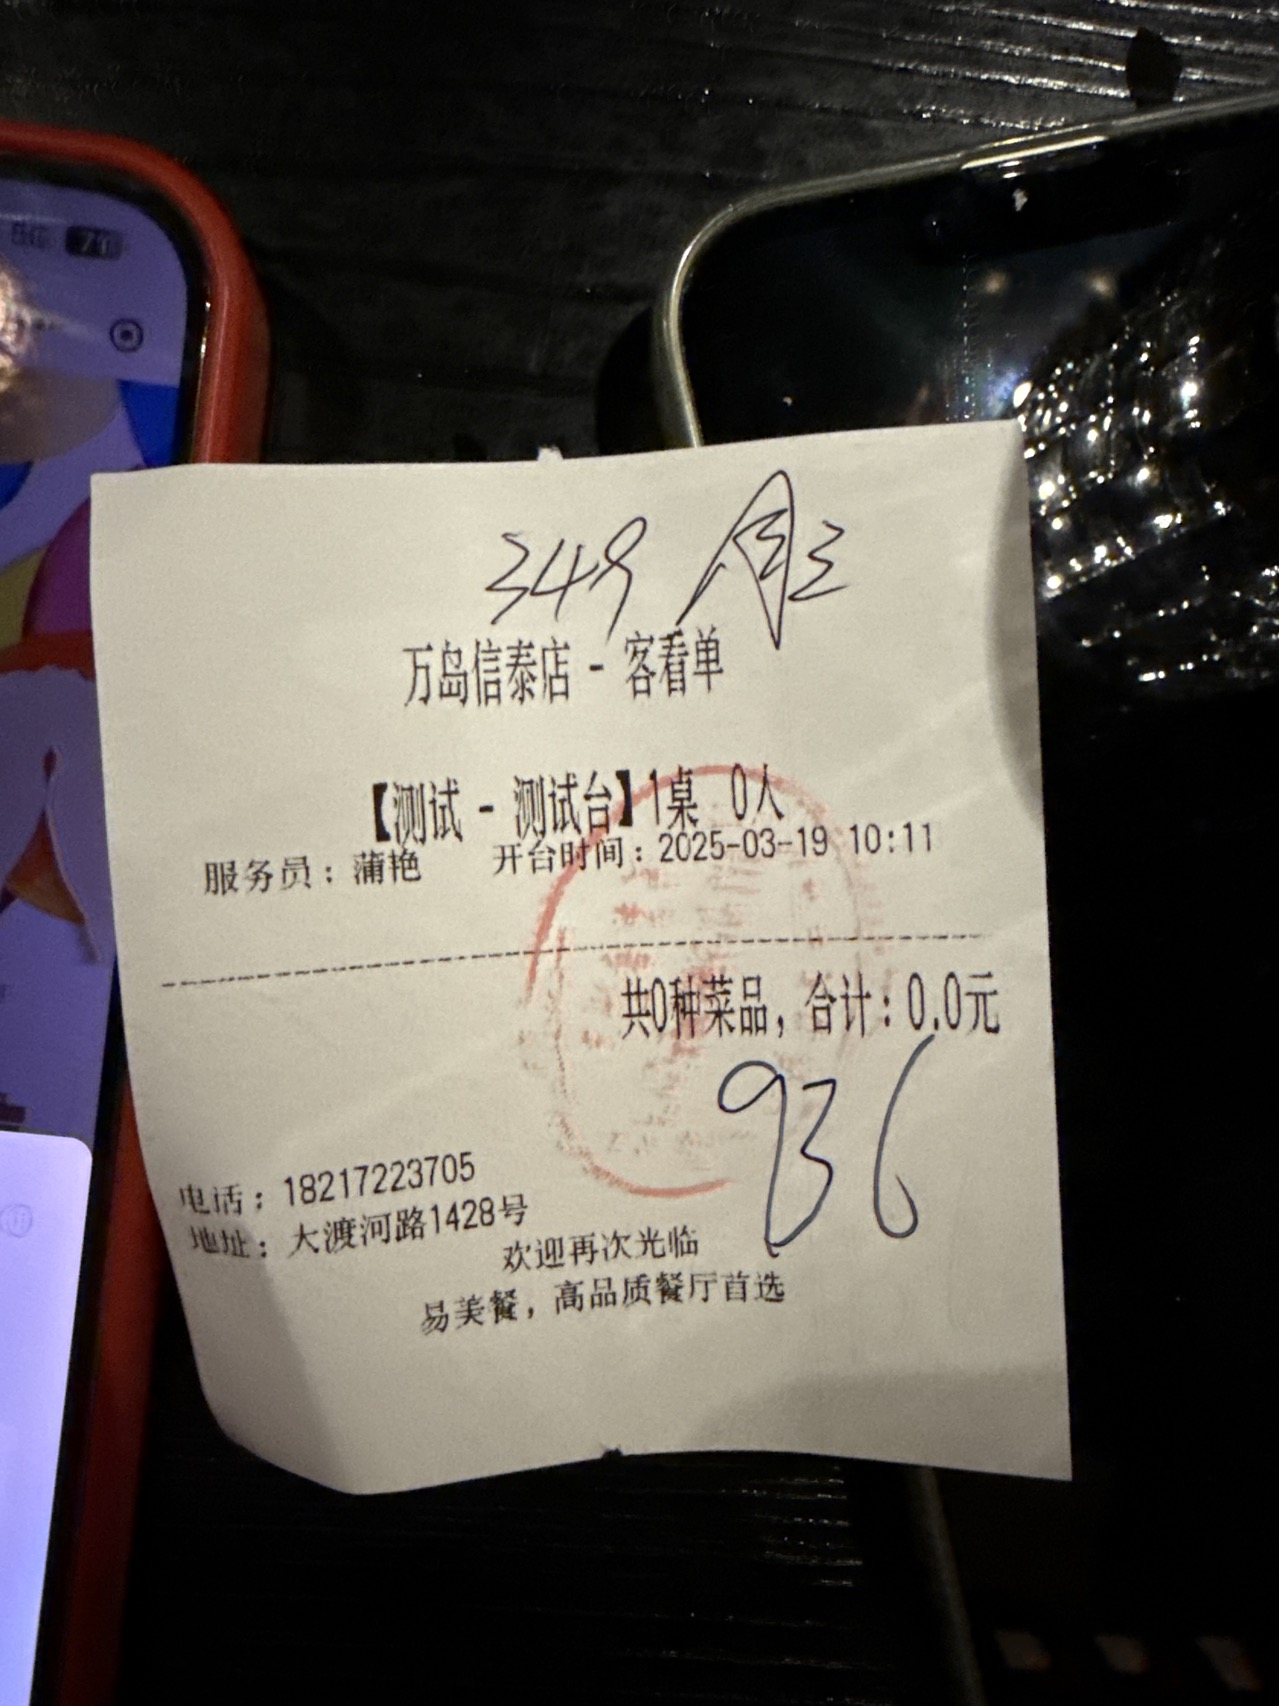 349 周三
万岛信泰店 - 客看单
【测试 - 测试台】1桌 0人
服务员：蒲艳 开台时间：2025-03-19 10:11
共0种菜品，合计：0.0元
936
电话：18217223705
地址：大渡河路1428号
欢迎再次光临
易美餐，高品质餐厅首选
71